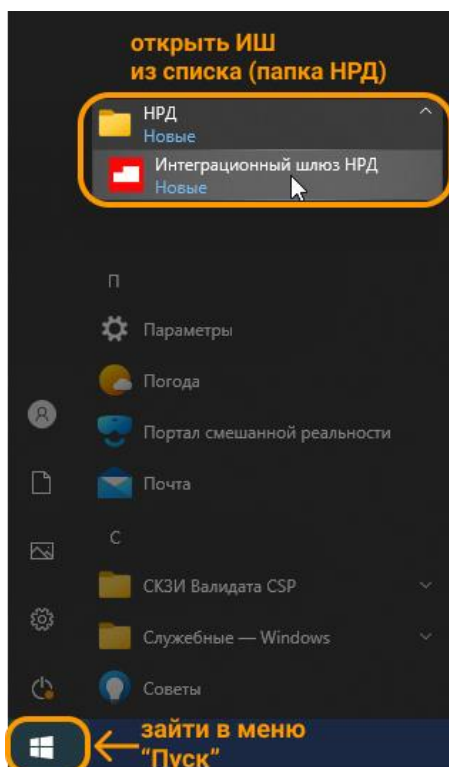 открыть ИШ
из списка (папка НРД)
НРД
Новые
Интеграционный шлюз НРД
Новые
П
Параметры
Погода
Портал смешанной реальности
Почта
С
СКЗИ Валидата CSP
Служебные — Windows
Советы
зайти в меню
“Пуск”